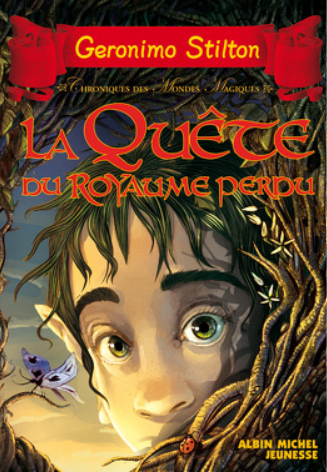 Geronimo Stilton
Chroniques des Mondes Magiques
La Quête
du Royaume perdu
ALBIN MICHEL
JEUNESSE